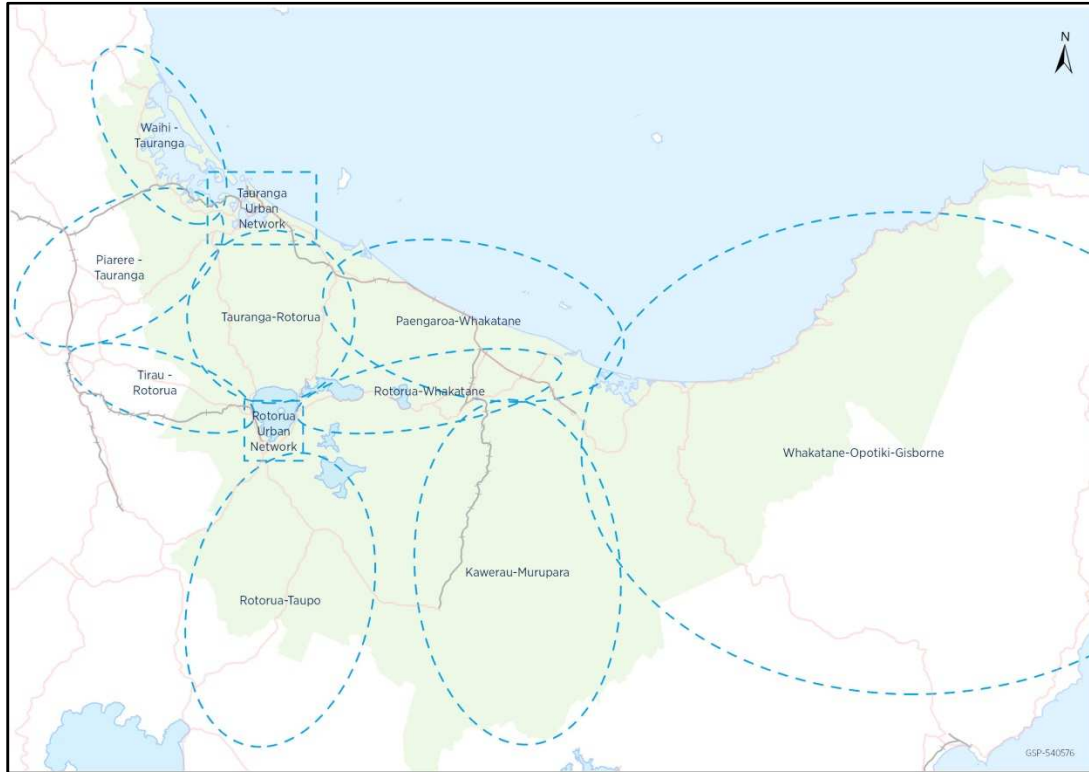 N
Waihi -
Tauranga
Tauranga
Urban
Network
Piarere -
Tauranga
Tauranga-Rotorua
Paengaroa-Whakatane
Tirau -
Rotorua
Rotorua-Whakatane
Rotorua
Urban
Network
Whakatane-Opotiki-Gisborne
Kawerau-Murupara
Rotorua-Taupo
GSP-540576